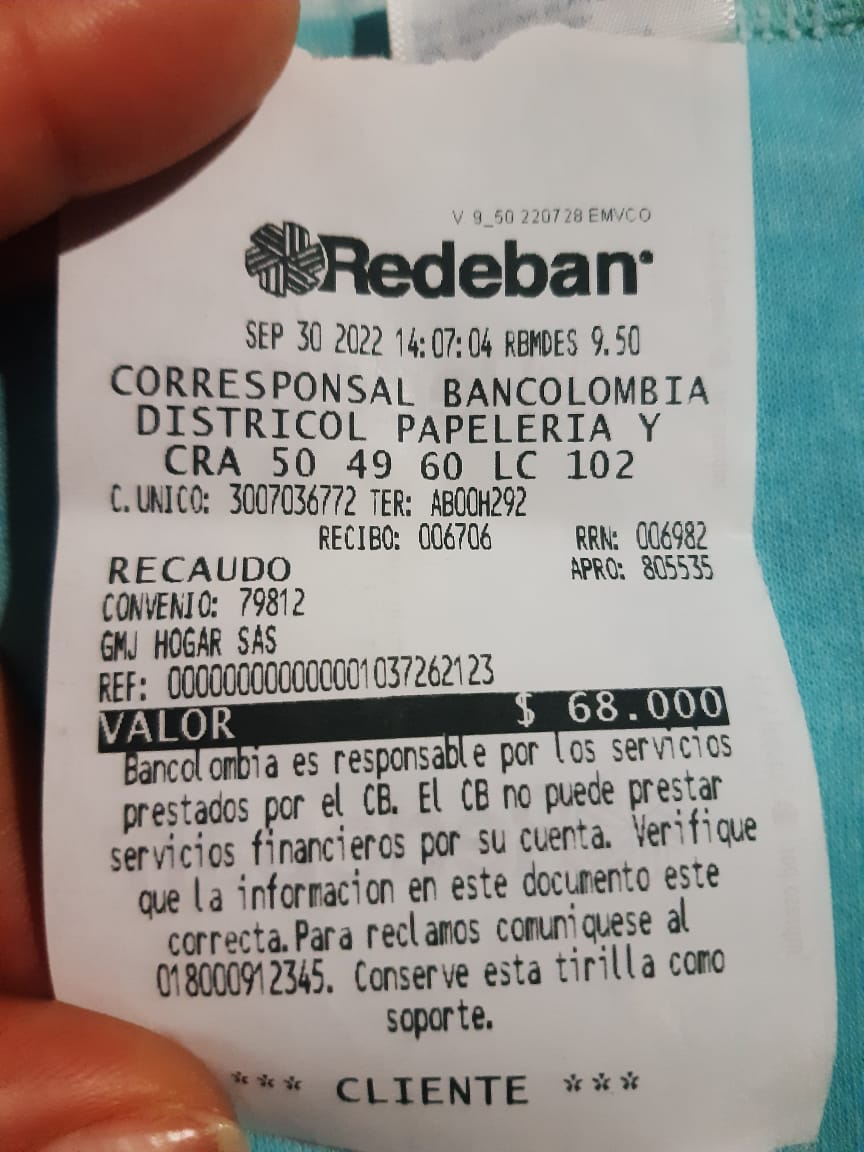 V 9_50 220728 EMVCO
Redeban
SEP 30 2022 14:07:04 RBMDES 9.50
CORRESPONSAL BANCOLOMBIA
DISTRICOL PAPELERIA Y
CRA 50 49 60 LC 102
C. UNICO: 3007036772 TER: AB00H292
RECIBO: 006706 RRN: 006982
RECAUDO APRO: 805535
CONVENIO: 79812
GMJ HOGAR SAS
REF: 000000000000001037262123
VALOR $ 68.000
Bancolombia es responsable por los servicios
prestados por el CB. El CB no puede prestar
servicios financieros por su cuenta. Verifique
que la informacion en este documento este
correcta. Para reclamos comuniquese al
018000912345. Conserve esta tirilla como
soporte.
*** CLIENTE ***